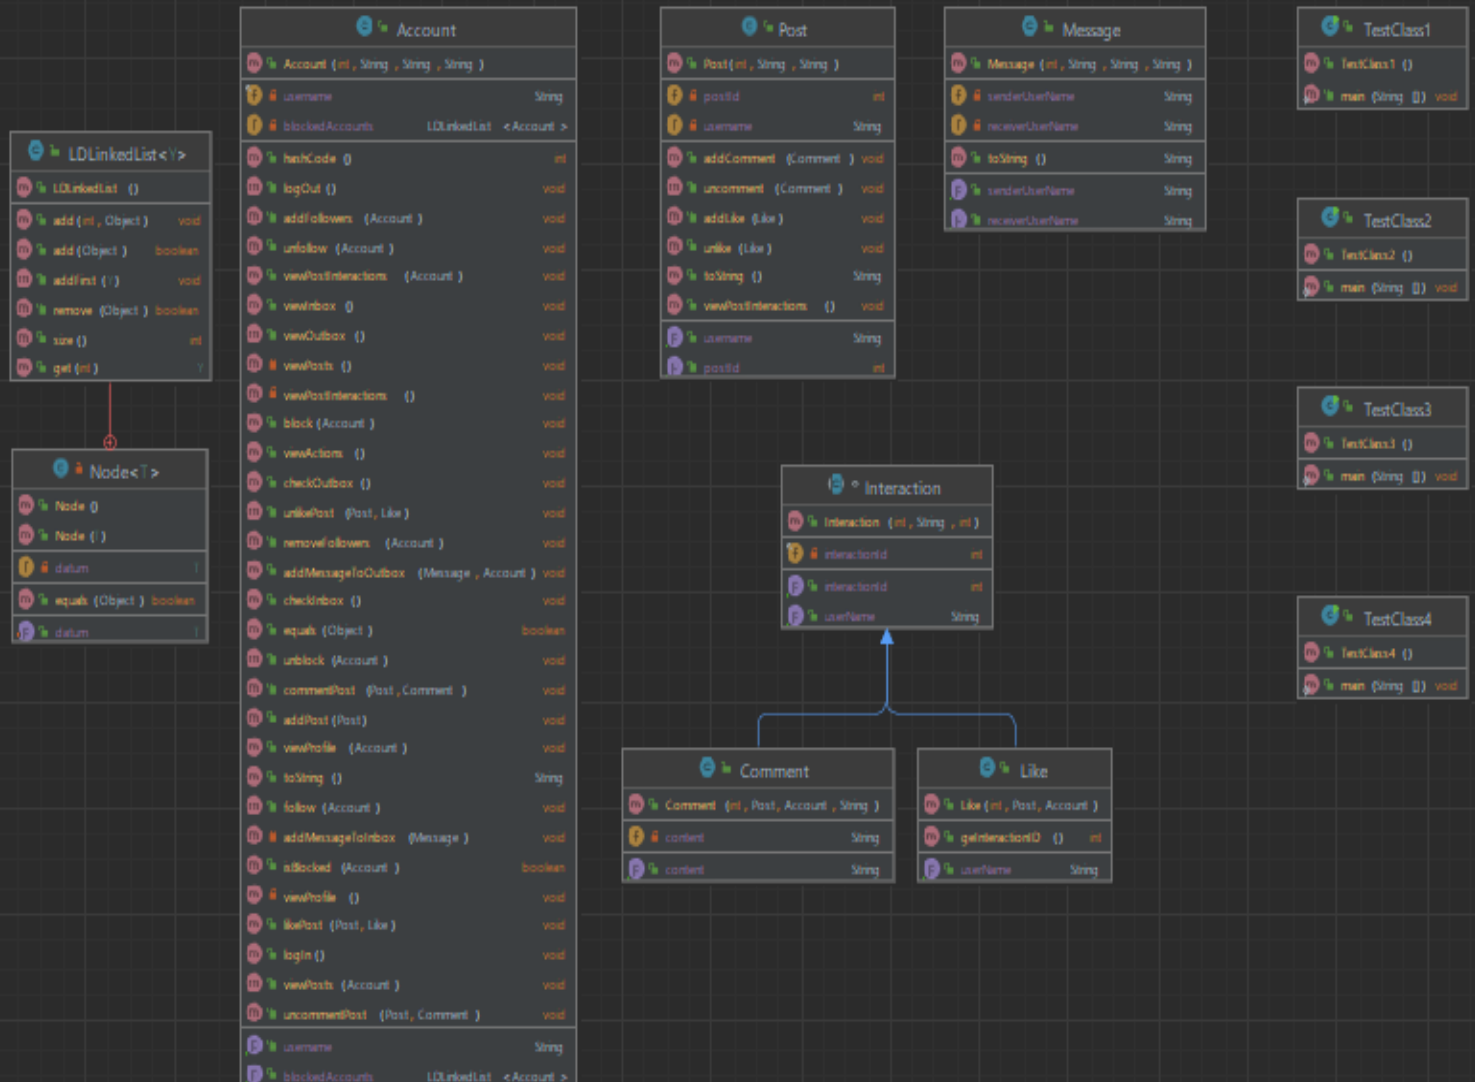 LDLinkedList<Y>
LDLinkedList ()
add (int, Object) void
add (Object) boolean
addFirst (Y) void
remove (Object) boolean
size () int
get (int) Y
Node<T>
Node ()
Node (T)
datum T
equals (Object) boolean
datum T
Account
Account (int, String, String, String)
username String
blockedAccounts LDLinkedList <Account>
hashCode () int
logOut () void
addFollowers (Account) void
unfollow (Account) void
viewPostInteractions (Account) void
viewInbox () void
viewOutbox () void
viewPosts () void
viewPostInteractions () void
block (Account) void
viewActions () void
checkOutbox () void
unlikePost (Post, Like) void
removeFollowers (Account) void
addMessageToOutbox (Message, Account) void
checkInbox () void
equals (Object) boolean
unblock (Account) void
commentPost (Post, Comment) void
addPost (Post) void
viewProfile (Account) void
toString () String
follow (Account) void
addMessageToInbox (Message) void
isBlocked (Account) boolean
viewProfile () void
likePost (Post, Like) void
logIn () void
viewPosts (Account) void
uncommentPost (Post, Comment) void
username String
blockedAccounts LDLinkedList <Account>
Post
Post (int, String, String)
postId int
username String
addComment (Comment) void
uncomment (Comment) void
addLike (Like) void
unlike (Like) void
toString () String
viewPostInteractions () void
username String
postId int
Message
Message (int, String, String, String)
senderUserName String
receiverUserName String
toString () String
senderUserName String
receiverUserName String
Interaction
Interaction (int, String, int)
interactionId int
interactionId int
userName String
Comment
Comment (int, Post, Account, String)
content String
content String
Like
Like (int, Post, Account)
getInteractionID () int
userName String
TestClass1
TestClass1 ()
main (String []) void
TestClass2
TestClass2 ()
main (String []) void
TestClass3
TestClass3 ()
main (String []) void
TestClass4
TestClass4 ()
main (String []) void